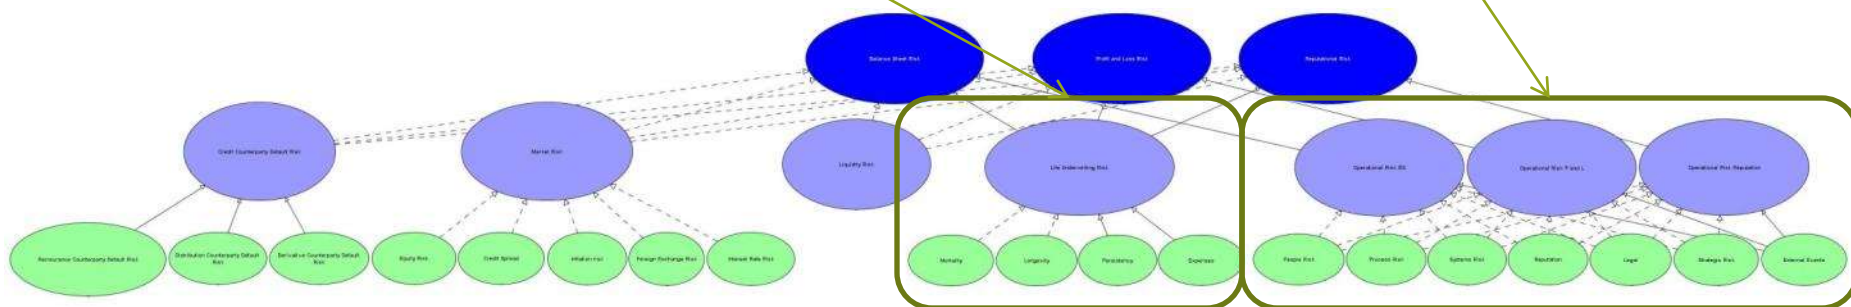 Balance Sheet Risk
Profit and Loss Risk
Reputational Risk
Credit Counterparty Default Risk
Market Risk
Liquidity Risk
Life Underwriting Risk
Operational Risk BS
Operational Risk P and L
Operational Risk Reputation
Reinsurance Counterparty Default Risk
Distribution Counterparty Default
Risk
Derivative Counterparty Default
Risk
Equity Risk
Credit Spread
Inflation risk
Foreign Exchange Risk
Interest Rate Risk
Mortality
Longevity
Persistency
Expenses
People Risk
Process Risk
Systems Risk
Reputation
Legal
Strategic Risk
External Events